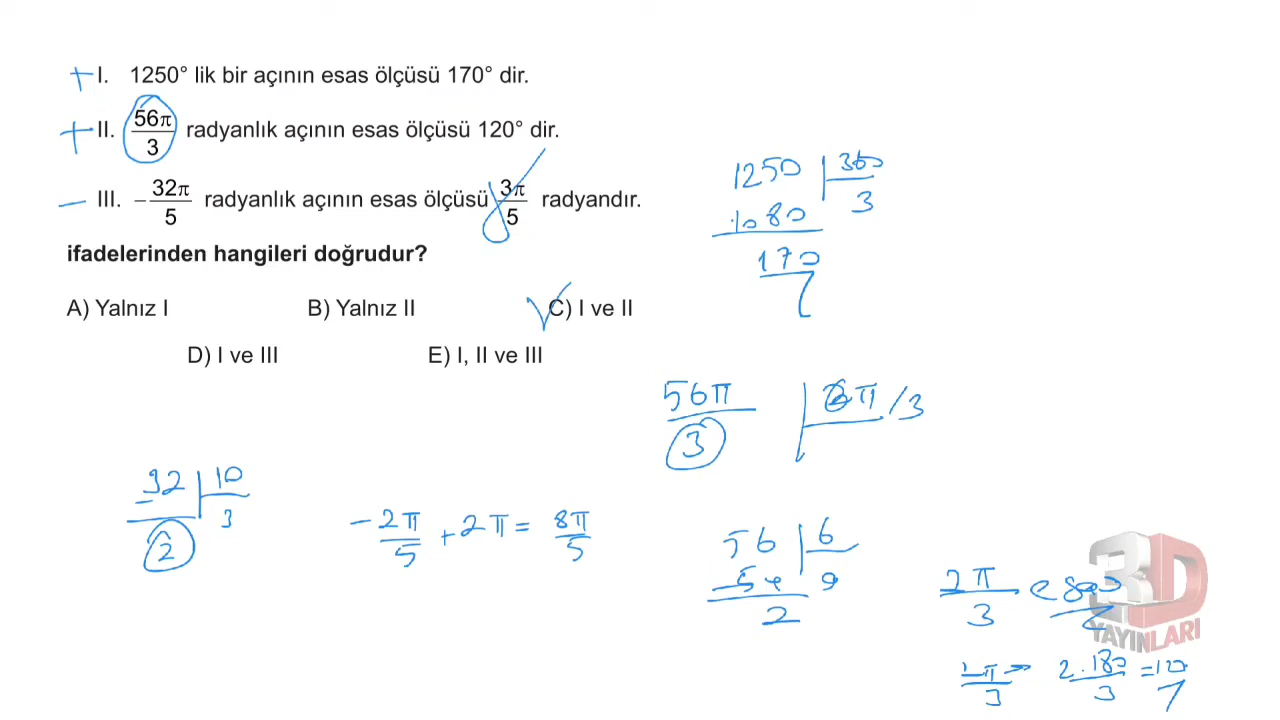 + I. 1250° lik bir açının esas ölçüsü 170° dir.
+ II. 56π/3 radyanlık açının esas ölçüsü 120° dir.
- III. -32π/5 radyanlık açının esas ölçüsü 3π/5 radyandır.
ifadelerinden hangileri doğrudur?
A) Yalnız I B) Yalnız II C) I ve II
D) I ve III E) I, II ve III
1250 | 360
1080 3
170
56π/3 | 6π/3
32 | 10
3
2
-2π/5 + 2π = 8π/5
56 | 6
54 9
2
2π/3 esas
2π/3 → 2.180/3 = 120
3D
YAYINLARI